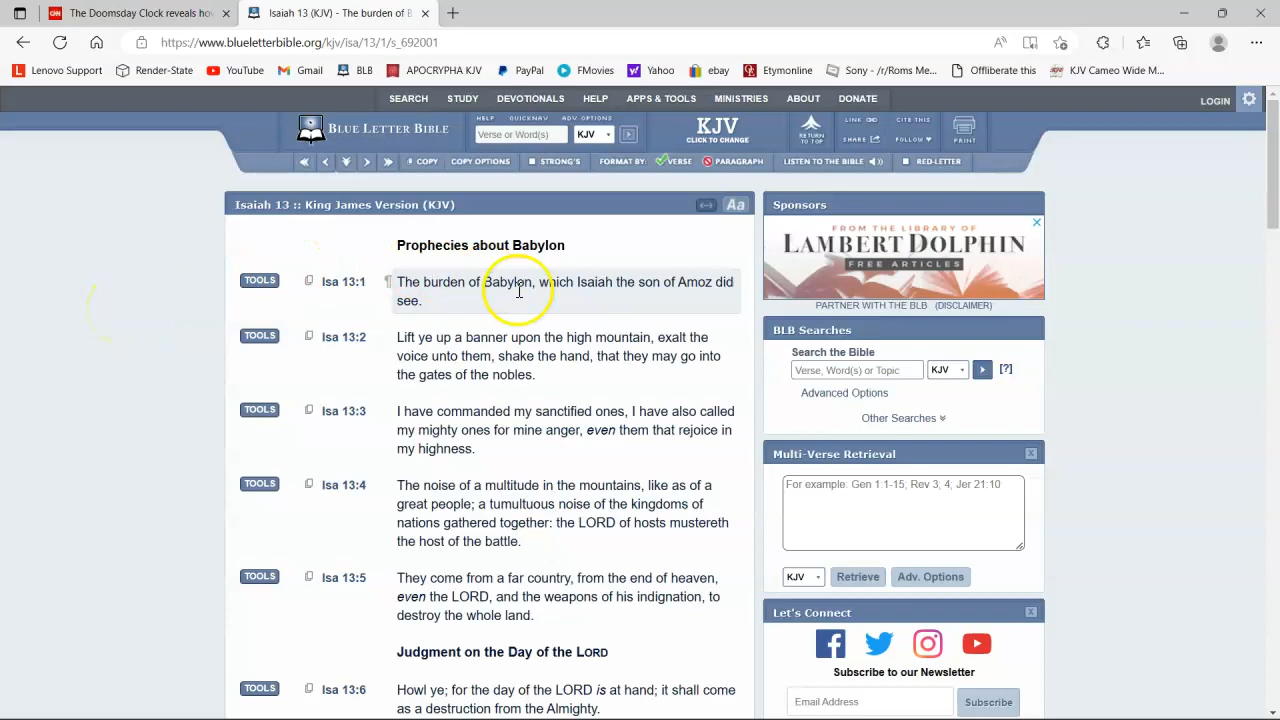 The Doomsday Clock reveals ho
Isaiah 13 (KJV) - The burden of B
https://www.blueletterbible.org/kjv/isa/13/1/s_692001
Lenovo Support
Render-State
YouTube
Gmail
BLB
APOCRYPHA KJV
PayPal
FMovies
Yahoo
ebay
Etymonline
Sony - /r/Roms Me...
Offliberate this
KJV Cameo Wide M...
SEARCH STUDY DEVOTIONALS HELP APPS & TOOLS MINISTRIES ABOUT DONATE
LOGIN
BLUE LETTER BIBLE
HELP QUICKNAV ADV OPTIONS
Verse or Word(s) KJV
KJV
CLICK TO CHANGE
RETURN
TO TOP
LINK CITE THIS
SHARE FOLLOW
PRINT
COPY COPY OPTIONS STRONG'S FORMAT BY: VERSE PARAGRAPH LISTEN TO THE BIBLE RED-LETTER
Isaiah 13 :: King James Version (KJV)
Aa
Prophecies about Babylon
TOOLS Isa 13:1 ¶ The burden of Babylon, which Isaiah the son of Amoz did
see.
TOOLS Isa 13:2 Lift ye up a banner upon the high mountain, exalt the
voice unto them, shake the hand, that they may go into
the gates of the nobles.
TOOLS Isa 13:3 I have commanded my sanctified ones, I have also called
my mighty ones for mine anger, even them that rejoice in
my highness.
TOOLS Isa 13:4 The noise of a multitude in the mountains, like as of a
great people; a tumultuous noise of the kingdoms of
nations gathered together: the LORD of hosts mustereth
the host of the battle.
TOOLS Isa 13:5 They come from a far country, from the end of heaven,
even the LORD, and the weapons of his indignation, to
destroy the whole land.
Judgment on the Day of the LORD
TOOLS Isa 13:6 Howl ye; for the day of the LORD is at hand; it shall come
as a destruction from the Almighty.
Sponsors
FROM THE LIBRARY OF
LAMBERT DOLPHIN
FREE ARTICLES
PARTNER WITH THE BLB (DISCLAIMER)
BLB Searches
Search the Bible
Verse, Word(s) or Topic KJV [?]
Advanced Options
Other Searches
Multi-Verse Retrieval
For example: Gen 1:1-15; Rev 3, 4; Jer 21:10
KJV Retrieve Adv. Options
Let's Connect
Subscribe to our Newsletter
Email Address Subscribe